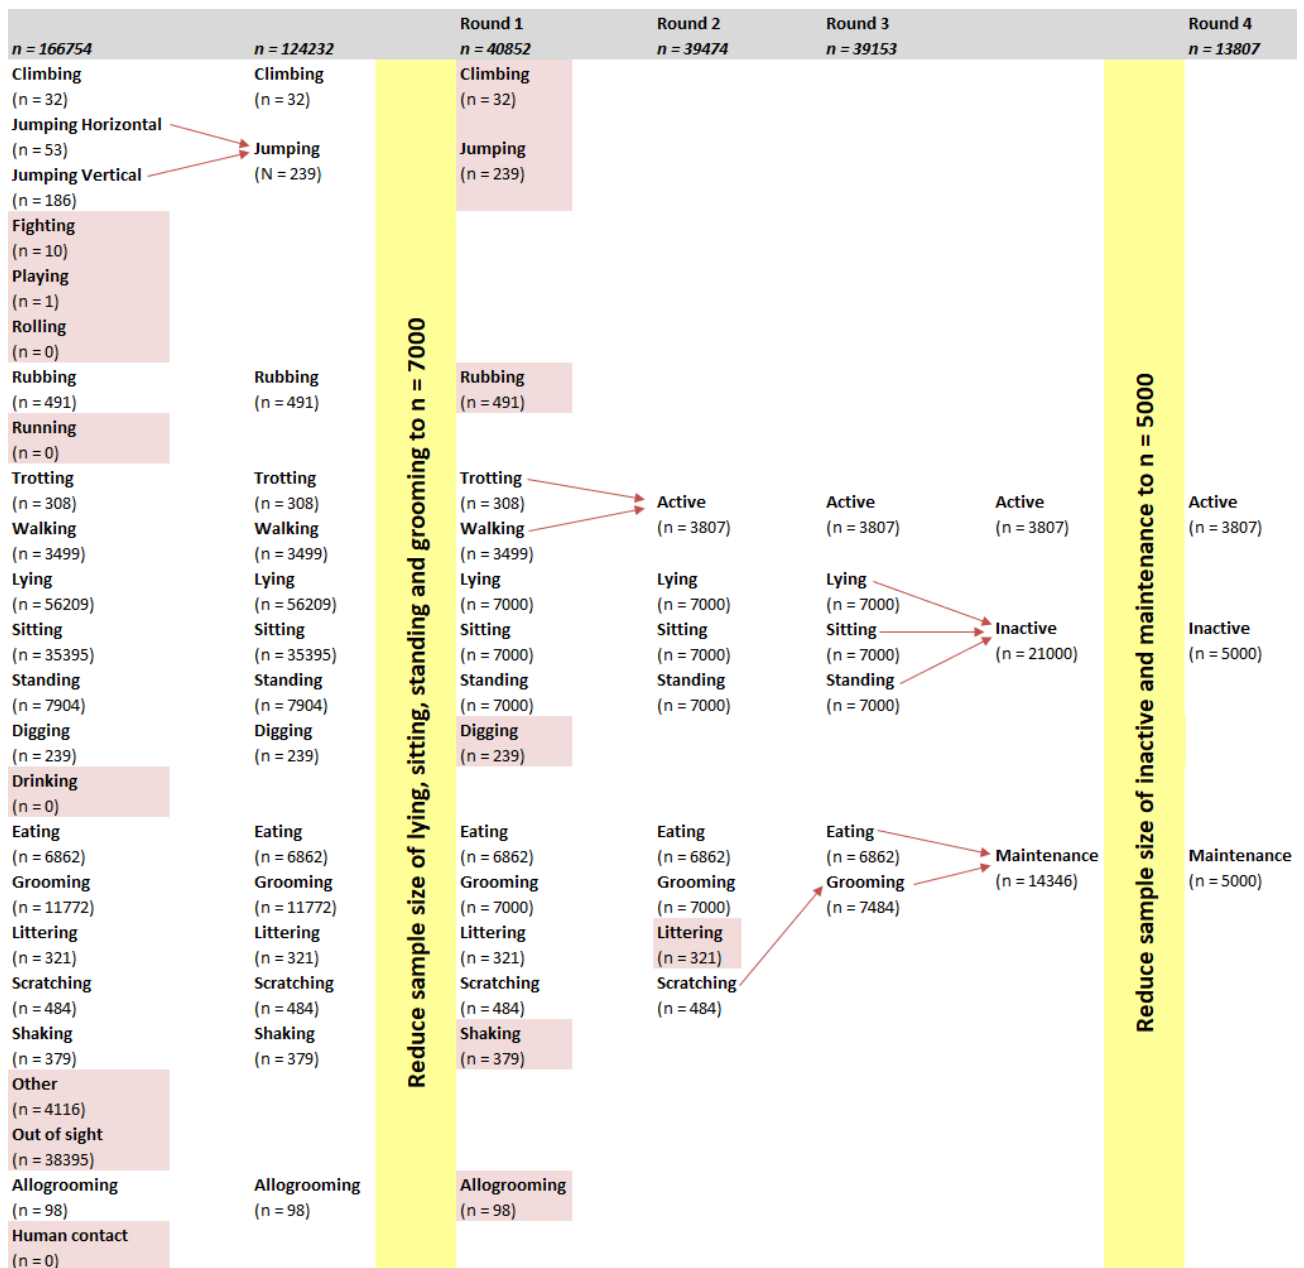 Round 1 Round 2 Round 3 Round 4
n = 166754 n = 124232 n = 40852 n = 39474 n = 39153 n = 13807
Climbing Climbing Climbing
(n = 32) (n = 32) (n = 32)
Jumping Horizontal
(n = 53) Jumping Jumping
Jumping Vertical (N = 239) (n = 239)
(n = 186)
Fighting
(n = 10)
Playing
(n = 1)
Rolling
(n = 0)
Rubbing Rubbing Rubbing
(n = 491) (n = 491) (n = 491)
Running
(n = 0)
Trotting Trotting Trotting
(n = 308) (n = 308) (n = 308) Active Active Active Active
Walking Walking Walking (n = 3807) (n = 3807) (n = 3807) (n = 3807)
(n = 3499) (n = 3499) (n = 3499)
Lying Lying Lying Lying Lying
(n = 56209) (n = 56209) (n = 7000) (n = 7000) (n = 7000)
Sitting Sitting Sitting Sitting Sitting Inactive Inactive
(n = 35395) (n = 35395) (n = 7000) (n = 7000) (n = 7000) (n = 21000) (n = 5000)
Standing Standing Standing Standing Standing
(n = 7904) (n = 7904) (n = 7000) (n = 7000) (n = 7000)
Digging Digging Digging
(n = 239) (n = 239) (n = 239)
Drinking
(n = 0)
Eating Eating Eating Eating Eating
(n = 6862) (n = 6862) (n = 6862) (n = 6862) (n = 6862) Maintenance Maintenance
Grooming Grooming Grooming Grooming Grooming (n = 14346) (n = 5000)
(n = 11772) (n = 11772) (n = 7000) (n = 7000) (n = 7484)
Littering Littering Littering Littering
(n = 321) (n = 321) (n = 321) (n = 321)
Scratching Scratching Scratching Scratching
(n = 484) (n = 484) (n = 484) (n = 484)
Shaking Shaking Shaking
(n = 379) (n = 379) (n = 379)
Other
(n = 4116)
Out of sight
(n = 38395)
Allogrooming Allogrooming Allogrooming
(n = 98) (n = 98) (n = 98)
Human contact
(n = 0)
Reduce sample size of lying, sitting, standing and grooming to n = 7000
Reduce sample size of inactive and maintenance to n = 5000